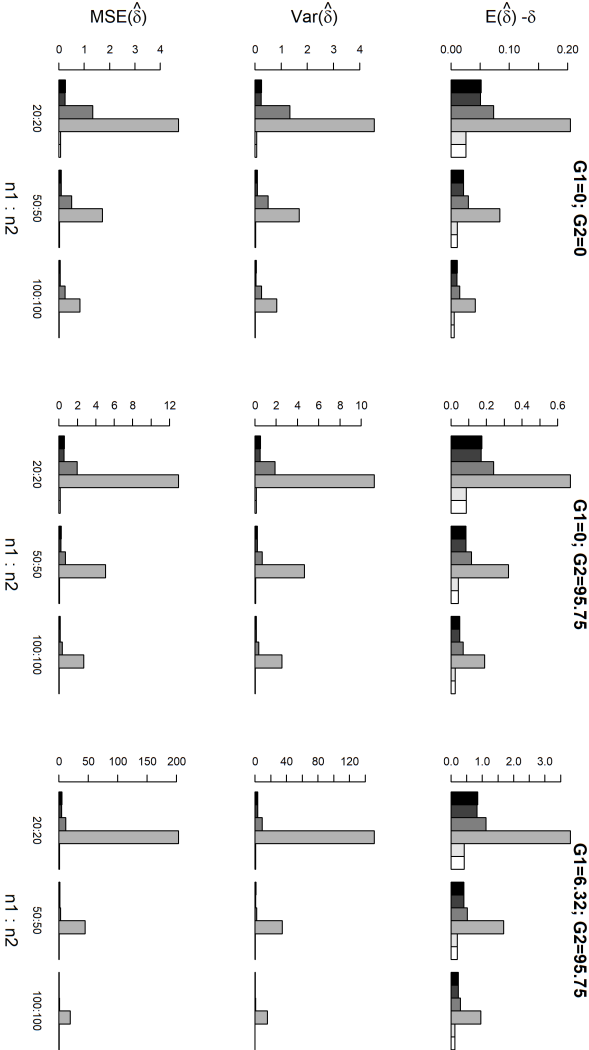 G1=0; G2=0
G1=0; G2=95.75
G1=6.32; G2=95.75
E(δ̂) -δ
0.00 0.10 0.20
0.0 0.2 0.4 0.6
0.0 1.0 2.0 3.0
Var(δ̂)
0 1 2 3 4
0 2 4 6 8 10
0 40 80 120
MSE(δ̂)
0 1 2 3 4
0 2 4 6 8 12
0 50 100 150 200
20:20 50:50 100:100
20:20 50:50 100:100
20:20 50:50 100:100
n1 : n2
n1 : n2
n1 : n2